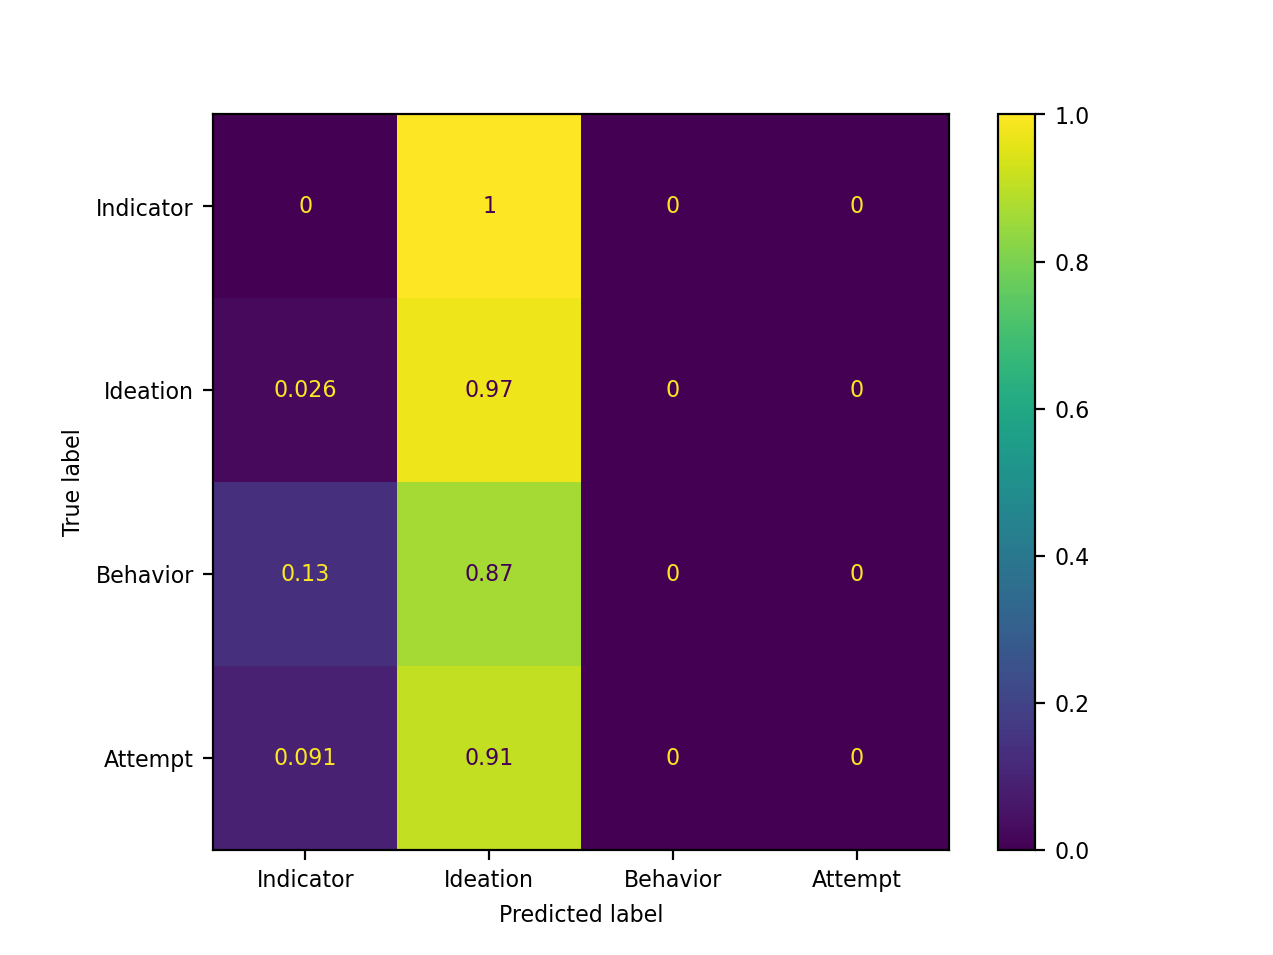 1.0
Indicator 0 1 0 0
0.8
Ideation 0.026 0.97 0 0
0.6
True label
0.4
Behavior 0.13 0.87 0 0
0.2
Attempt 0.091 0.91 0 0
0.0
Indicator Ideation Behavior Attempt
Predicted label